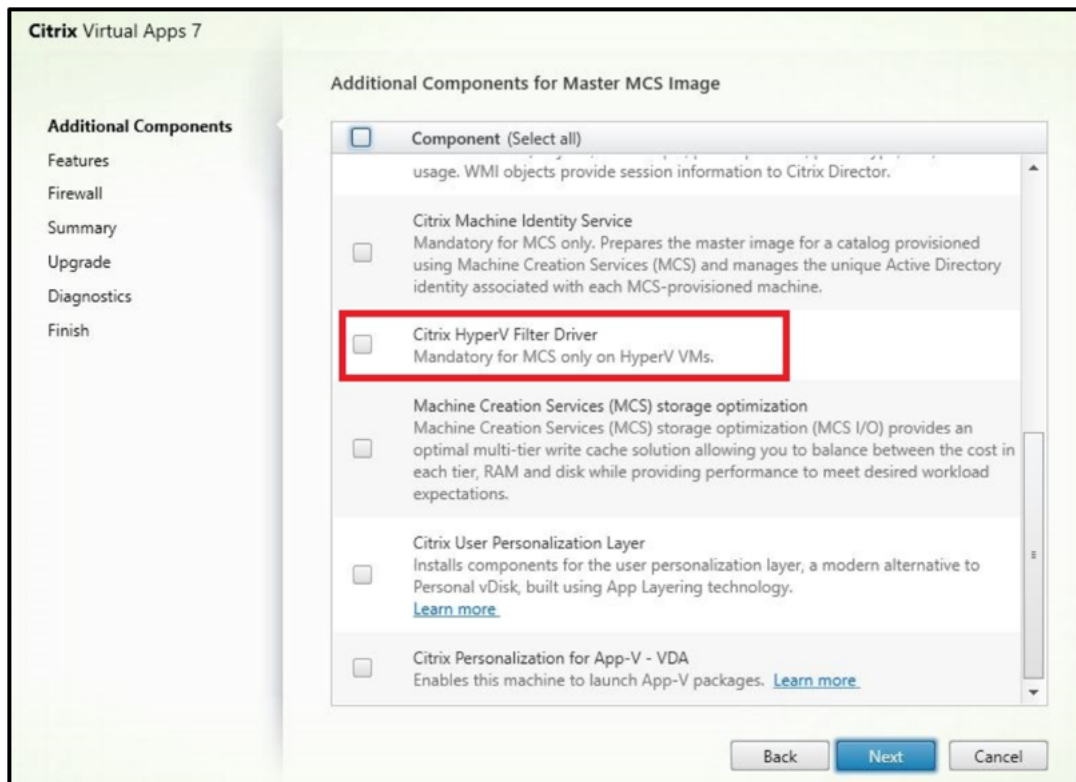 Citrix Virtual Apps 7
Additional Components
Features
Firewall
Summary
Upgrade
Diagnostics
Finish
Additional Components for Master MCS Image
Component (Select all)
usage. WMI objects provide session information to Citrix Director.
Citrix Machine Identity Service
Mandatory for MCS only. Prepares the master image for a catalog provisioned
using Machine Creation Services (MCS) and manages the unique Active Directory
identity associated with each MCS-provisioned machine.
Citrix HyperV Filter Driver
Mandatory for MCS only on HyperV VMs.
Machine Creation Services (MCS) storage optimization
Machine Creation Services (MCS) storage optimization (MCS I/O) provides an
optimal multi-tier write cache solution allowing you to balance between the cost in
each tier, RAM and disk while providing performance to meet desired workload
expectations.
Citrix User Personalization Layer
Installs components for the user personalization layer, a modern alternative to
Personal vDisk, built using App Layering technology.
Learn more
Citrix Personalization for App-V - VDA
Enables this machine to launch App-V packages. Learn more
Back
Next
Cancel